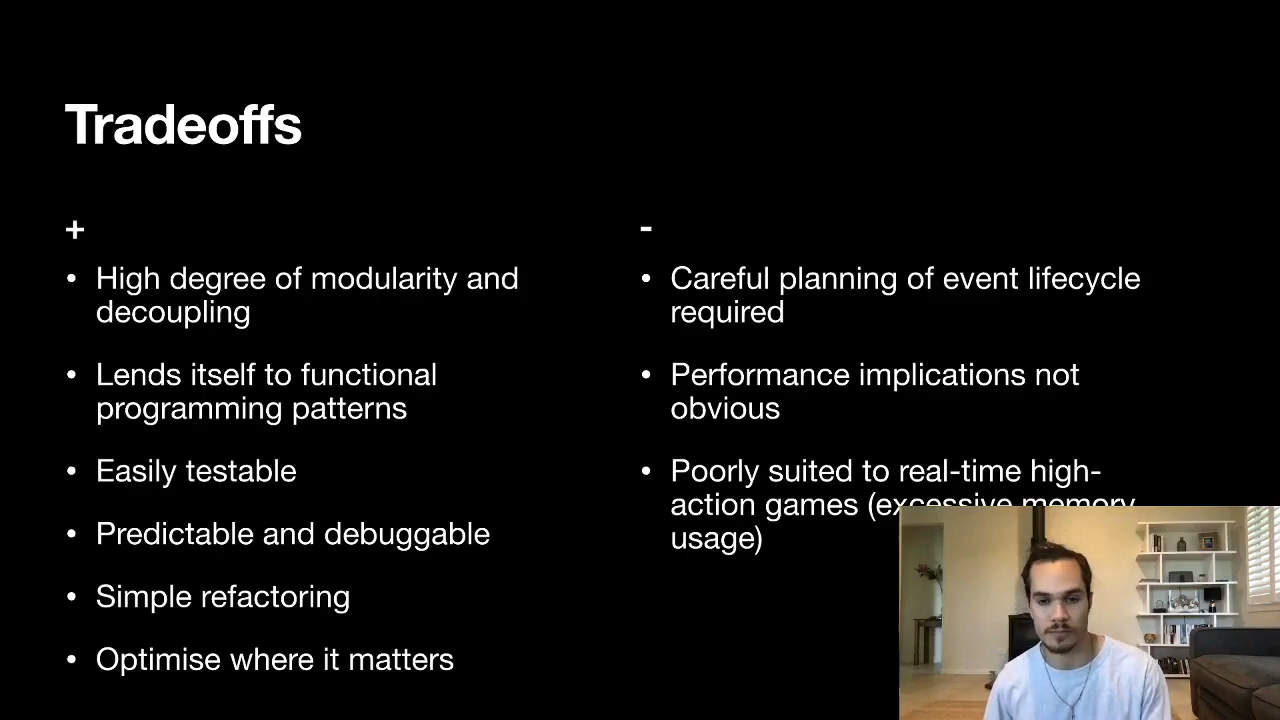 Tradeoffs
+
• High degree of modularity and
decoupling
• Lends itself to functional
programming patterns
• Easily testable
• Predictable and debuggable
• Simple refactoring
• Optimise where it matters
-
• Careful planning of event lifecycle
required
• Performance implications not
obvious
• Poorly suited to real-time high-
action games (excessive memory
usage)